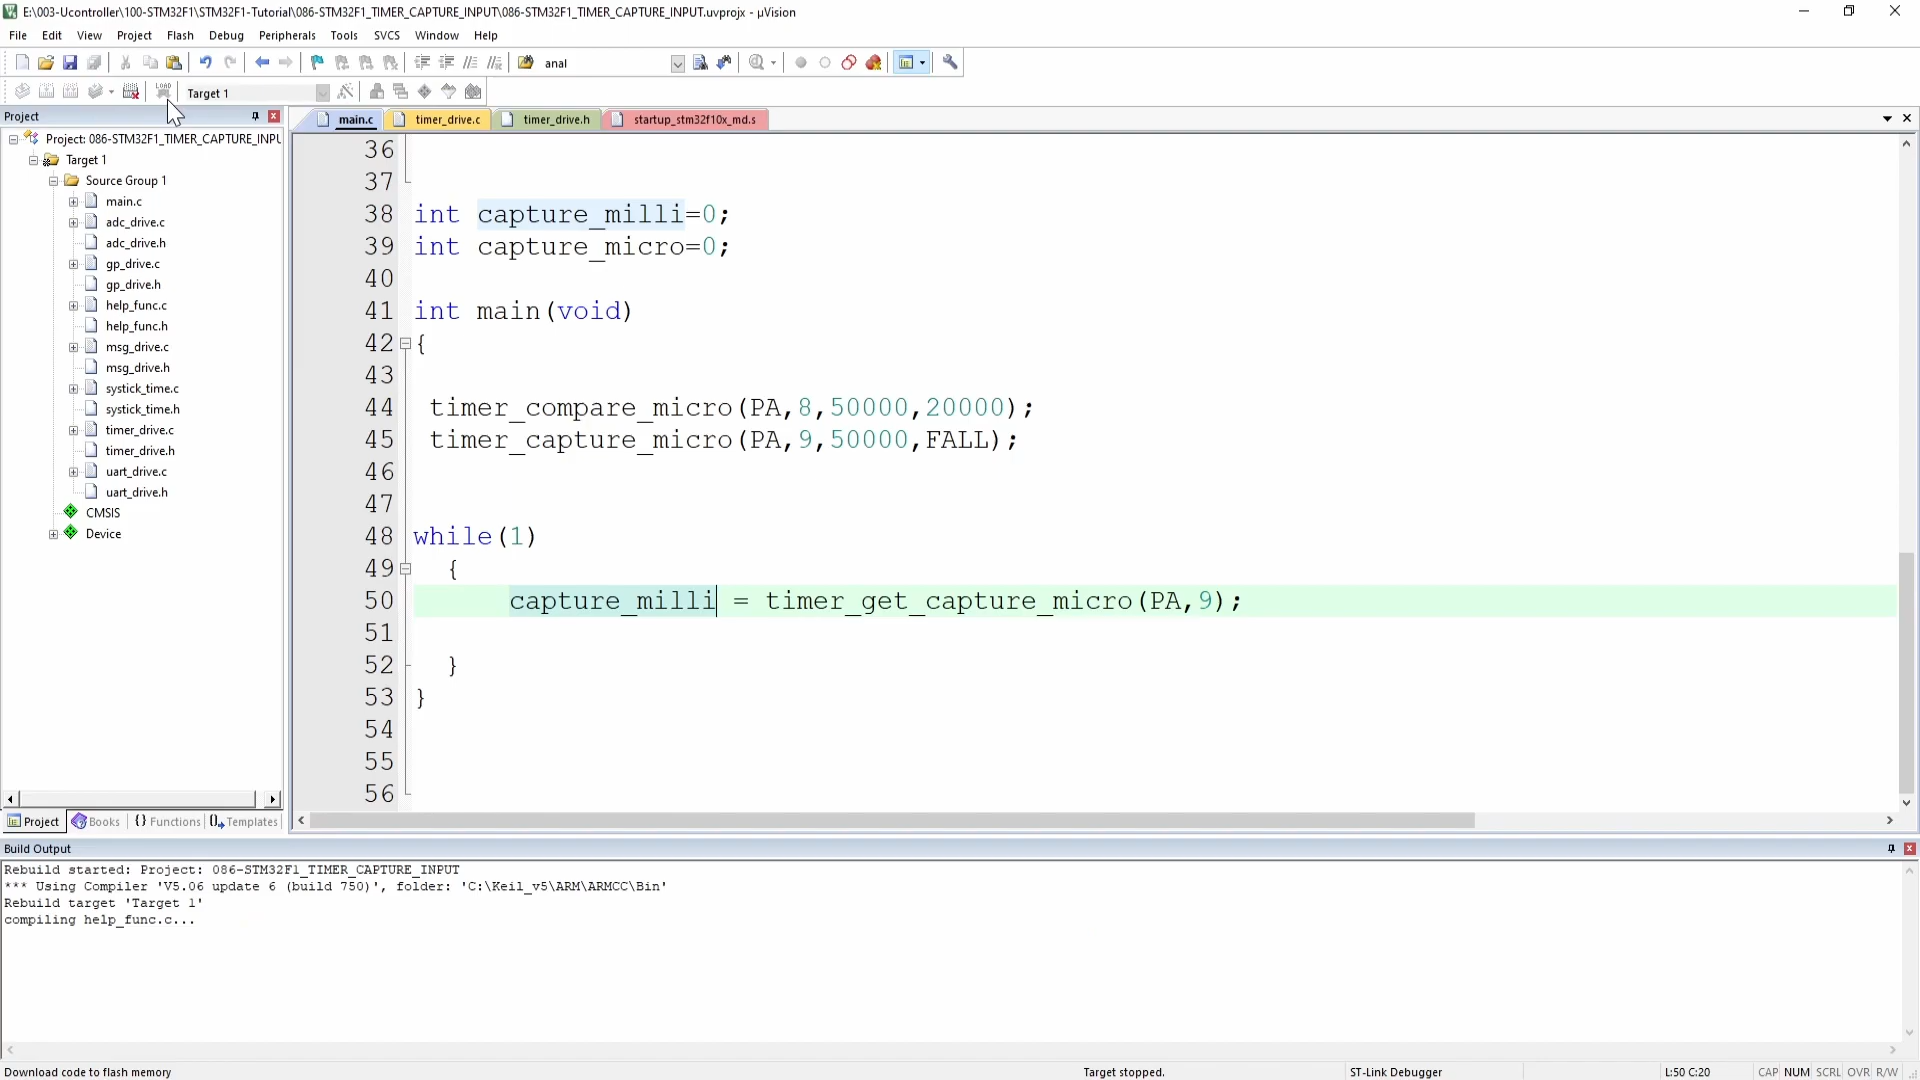 E:\003-Ucontroller\100-STM32F1\STM32F1-Tutorial\086-STM32F1_TIMER_CAPTURE_INPUT\086-STM32F1_TIMER_CAPTURE_INPUT.uvprojx - µVision
File Edit View Project Flash Debug Peripherals Tools SVCS Window Help
anal
LOAD Target 1
Project
main.c timer_drive.c timer_drive.h startup_stm32f10x_md.s
Project: 086-STM32F1_TIMER_CAPTURE_INPU
Target 1
Source Group 1
main.c
adc_drive.c
adc_drive.h
gp_drive.c
gp_drive.h
help_func.c
help_func.h
msg_drive.c
msg_drive.h
systick_time.c
systick_time.h
timer_drive.c
timer_drive.h
uart_drive.c
uart_drive.h
CMSIS
Device
Project Books {} Functions Templates
36
37
38 int capture_milli=0;
39 int capture_micro=0;
40
41 int main(void)
42 {
43
44 timer_compare_micro(PA,8,50000,20000);
45 timer_capture_micro(PA,9,50000,FALL);
46
47
48 while(1)
49 {
50 capture_milli = timer_get_capture_micro(PA,9);
51
52 }
53 }
54
55
56
Build Output
Rebuild started: Project: 086-STM32F1_TIMER_CAPTURE_INPUT
*** Using Compiler 'V5.06 update 6 (build 750)', folder: 'C:\Keil_v5\ARM\ARMCC\Bin'
Rebuild target 'Target 1'
compiling help_func.c...
Download code to flash memory Target stopped. ST-Link Debugger L:50 C:20 CAP NUM SCRL OVR R/W